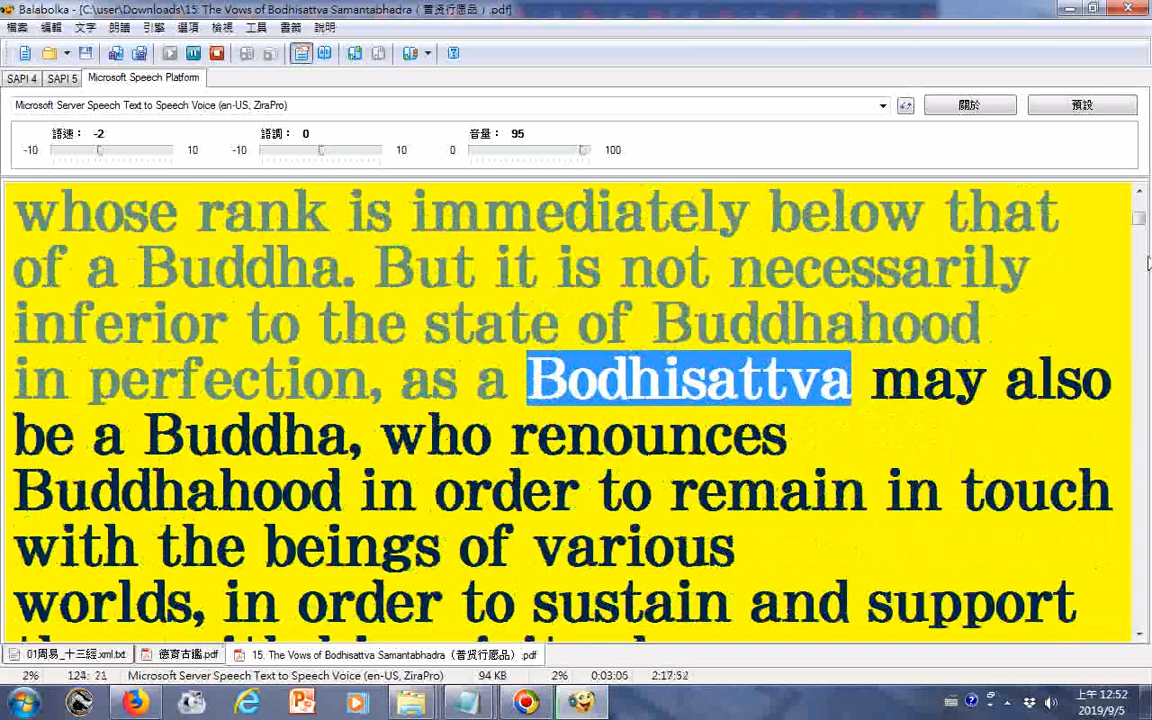 Balabolka - [C:\user\Downloads\15. The Vows of Bodhisattva Samantabhadra（普贤行愿品）.pdf]
檔案 編輯 文字 朗讀 引擎 選項 檢視 工具 書籤 說明
SAPI 4 SAPI 5 Microsoft Speech Platform
Microsoft Server Speech Text to Speech Voice (en-US, ZiraPro) 關於 預設
語速： -2 語調： 0 音量： 95
-10 10 -10 10 0 100
whose rank is immediately below that
of a Buddha. But it is not necessarily
inferior to the state of Buddhahood
in perfection, as a Bodhisattva may also
be a Buddha, who renounces
Buddhahood in order to remain in touch
with the beings of various
worlds, in order to sustain and support
01周易_十三經.xml.txt 德育古鑑.pdf 15. The Vows of Bodhisattva Samantabhadra（普贤行愿品）.pdf
2% 124: 21 Microsoft Server Speech Text to Speech Voice (en-US, ZiraPro) 94 KB 2% 0:03:06 2:17:52
上午 12:52
2019/9/5